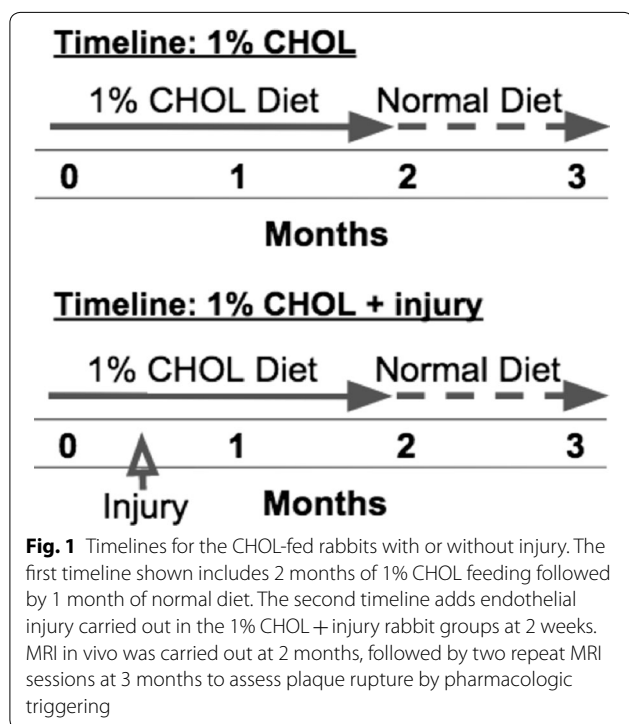 Timeline: 1% CHOL
1% CHOL Diet Normal Diet
0 1 2 3
Months
Timeline: 1% CHOL + injury
1% CHOL Diet Normal Diet
0 1 2 3
Injury Months
Fig. 1 Timelines for the CHOL-fed rabbits with or without injury. The
first timeline shown includes 2 months of 1% CHOL feeding followed
by 1 month of normal diet. The second timeline adds endothelial
injury carried out in the 1% CHOL + injury rabbit groups at 2 weeks.
MRI in vivo was carried out at 2 months, followed by two repeat MRI
sessions at 3 months to assess plaque rupture by pharmacologic
triggering